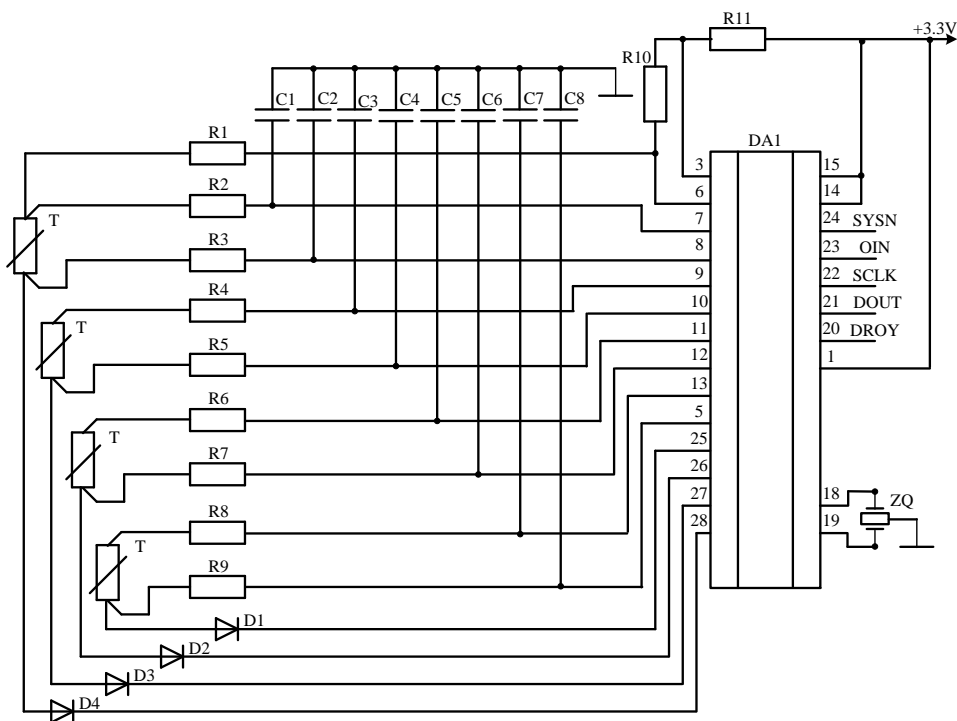 R11
+3.3V
R10
C1 C2 C3 C4 C5 C6 C7 C8
R1
DA1
3 15
R2
6 14
T
7 24 SYSN
R3
8 23 OIN
R4
9 22 SCLK
T
10 21 DOUT
R5
11 20 DROY
12 1
R6
13
T
5
R7
25
26
R8
27 18 ZQ
T
28 19
R9
D1
D2
D3
D4